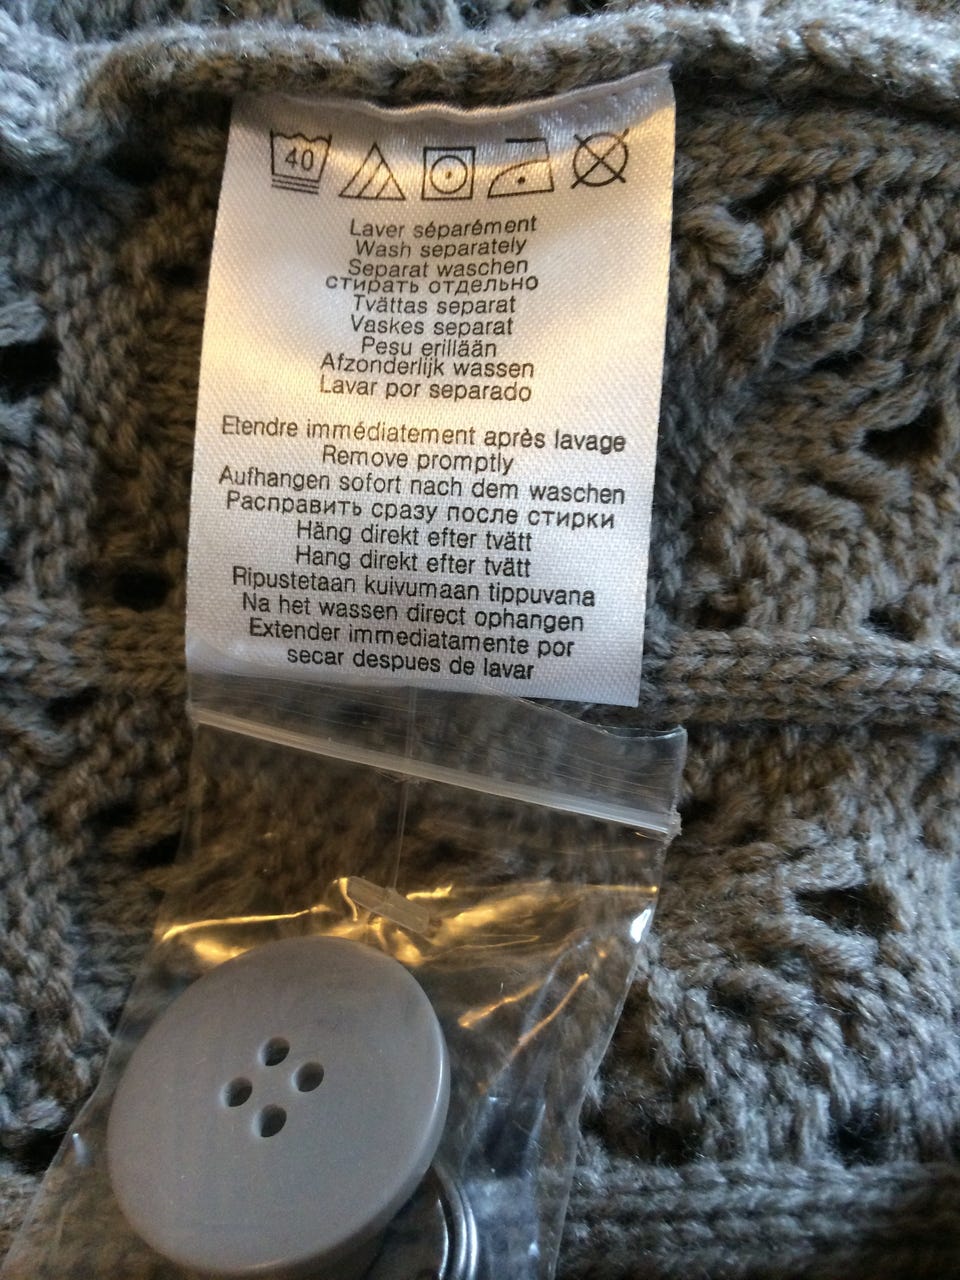 40
Laver séparément
Wash separately
Separat waschen
стирать отдельно
Tvättas separat
Vaskes separat
Pesu erillään
Afzonderlijk wassen
Lavar por separado
Etendre immédiatement après lavage
Remove promptly
Aufhangen sofort nach dem waschen
Расправить сразу после стирки
Häng direkt efter tvätt
Hang direkt efter tvätt
Ripustetaan kuivumaan tippuvana
Na het wassen direct ophangen
Extender immediatamente por
secar despues de lavar